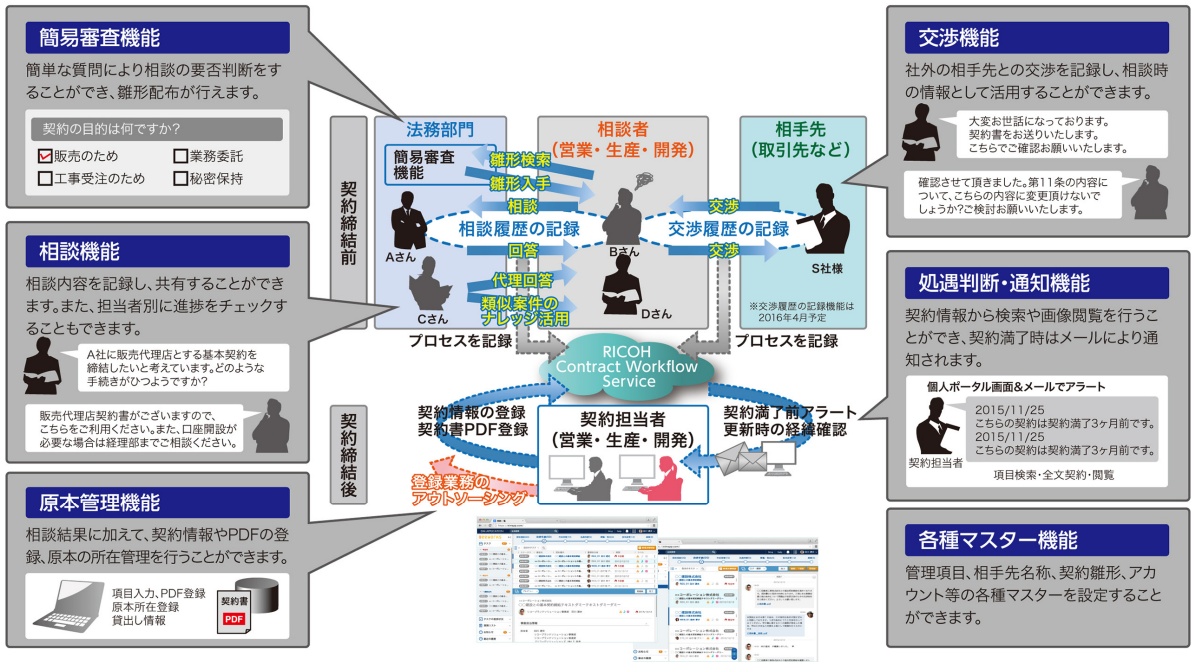 簡易審査機能
簡単な質問により相談の要否判断をす
ることができ、雛形配布が行えます。
契約の目的は何ですか?
販売のため
業務委託
工事受注のため
秘密保持
相談機能
相談内容を記録し、共有することができ
ます。また、担当者別に進捗をチェックす
ることもできます。
A社に販売代理店とする基本契約を
締結したいと考えています。どのような
手続きがひつようですか?
販売代理店契約書がございますので、
こちらをご利用ください。また、口座開設が
必要な場合は経理部までご相談ください。
原本管理機能
相談結果に加えて、契約情報やPDFの登
録、原本の所在管理を行うことができます。
項目入力、PDF登録
原本所在登録
貸出し情報
契約書
PDF
契約締結前
法務部門
簡易審査
機能
相談者
(営業・生産・開発)
相手先
(取引先など)
雛形検索
雛形入手
相談
交渉
相談履歴の記録
交渉履歴の記録
Aさん
回答
Bさん
交渉
S社様
代理回答
類似案件の
ナレッジ活用
Cさん
Dさん
※交渉履歴の記録機能は
2016年4月予定
プロセスを記録
プロセスを記録
RICOH
Contract Workflow
Service
契約締結後
契約情報の登録
契約書PDF登録
契約担当者
(営業・生産・開発)
契約満了前アラート
更新時の経緯確認
登録業務の
アウトソーシング
交渉機能
社外の相手先との交渉を記録し、相談時
の情報として活用することができます。
大変お世話になっております。
契約書をお送りいたします。
こちらでご確認お願いいたします。
確認させて頂きました。第11条の内容に
ついて、こちらの内容に変更頂けないで
しょうか?ご検討お願いいたします。
処遇判断・通知機能
契約情報から検索や画像閲覧を行うこ
とができ、契約満了時はメールにより通
知されます。
個人ポータル画面&メールでアラート
2015/11/25
こちらの契約は契約満了3ヶ月前です。
2015/11/25
こちらの契約は契約満了3ヶ月前です。
契約担当者
項目検索・全文契約・閲覧
各種マスター機能
管理項目、相手先名称、契約雛形、アカ
ウント等の各種マスターを設定すること
ができます。